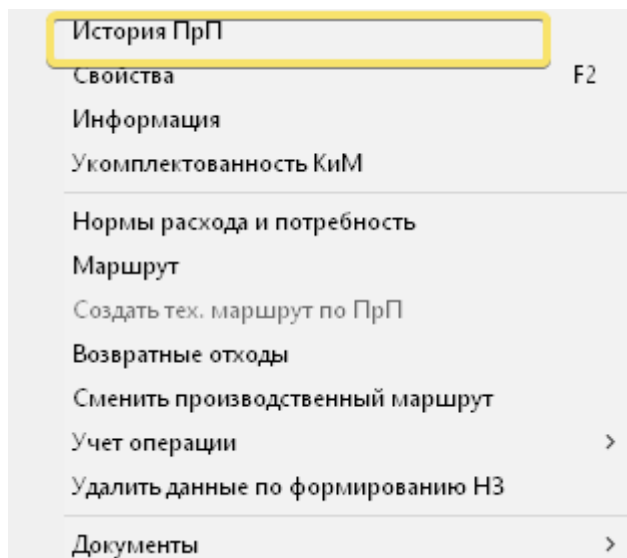 История ПрП
Свойства F2
Информация
Укомплектованность КиМ
Нормы расхода и потребность
Маршрут
Создать тех. маршрут по ПрП
Возвратные отходы
Сменить производственный маршрут
Учет операции >
Удалить данные по формированию НЗ
Документы >